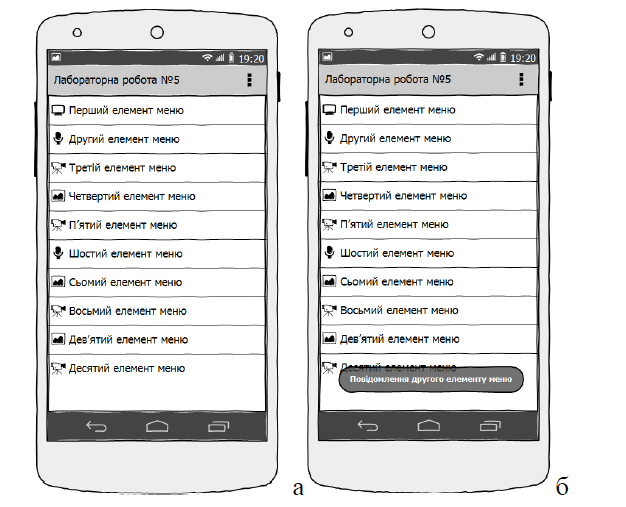 19:20
Лабораторна робота №5
Перший елемент меню
Другий елемент меню
Третій елемент меню
Четвертий елемент меню
П'ятий елемент меню
Шостий елемент меню
Сьомий елемент меню
Восьмий елемент меню
Дев'ятий елемент меню
Десятий елемент меню
а
19:20
Лабораторна робота №5
Перший елемент меню
Другий елемент меню
Третій елемент меню
Четвертий елемент меню
П'ятий елемент меню
Шостий елемент меню
Сьомий елемент меню
Восьмий елемент меню
Дев'ятий елемент меню
Десятий елемент меню
Повідомлення другого елементу меню
б